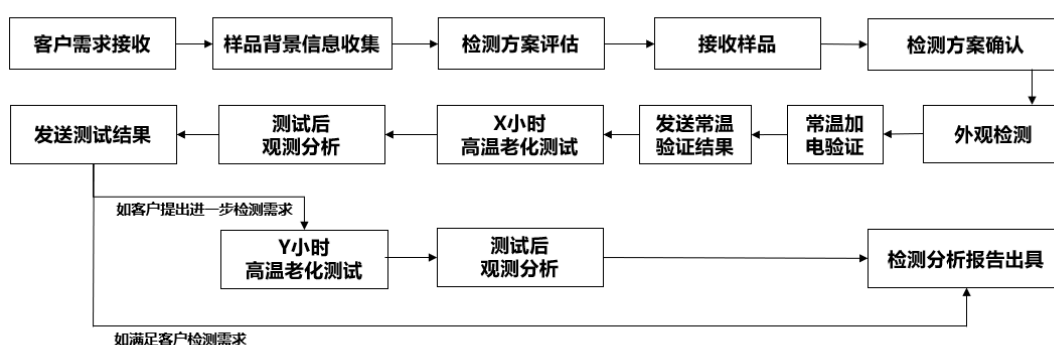 客户需求接收
样品背景信息收集
检测方案评估
接收样品
检测方案确认
外观检测
常温加
电验证
发送常温
验证结果
X小时
高温老化测试
测试后
观测分析
发送测试结果
如客户提出进一步检测需求
Y小时
高温老化测试
测试后
观测分析
检测分析报告出具
如满足客户检测需求